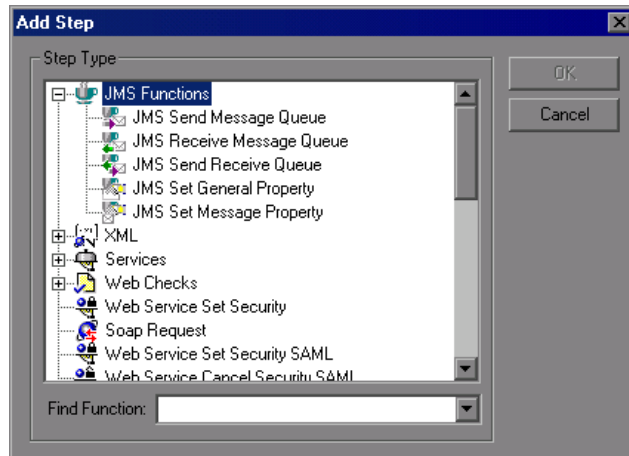 Add Step
Step Type
JMS Functions
JMS Send Message Queue
JMS Receive Message Queue
JMS Send Receive Queue
JMS Set General Property
JMS Set Message Property
XML
Services
Web Checks
Web Service Set Security
Soap Request
Web Service Set Security SAML
Web Service Cancel Security SAML
Find Function:
OK
Cancel